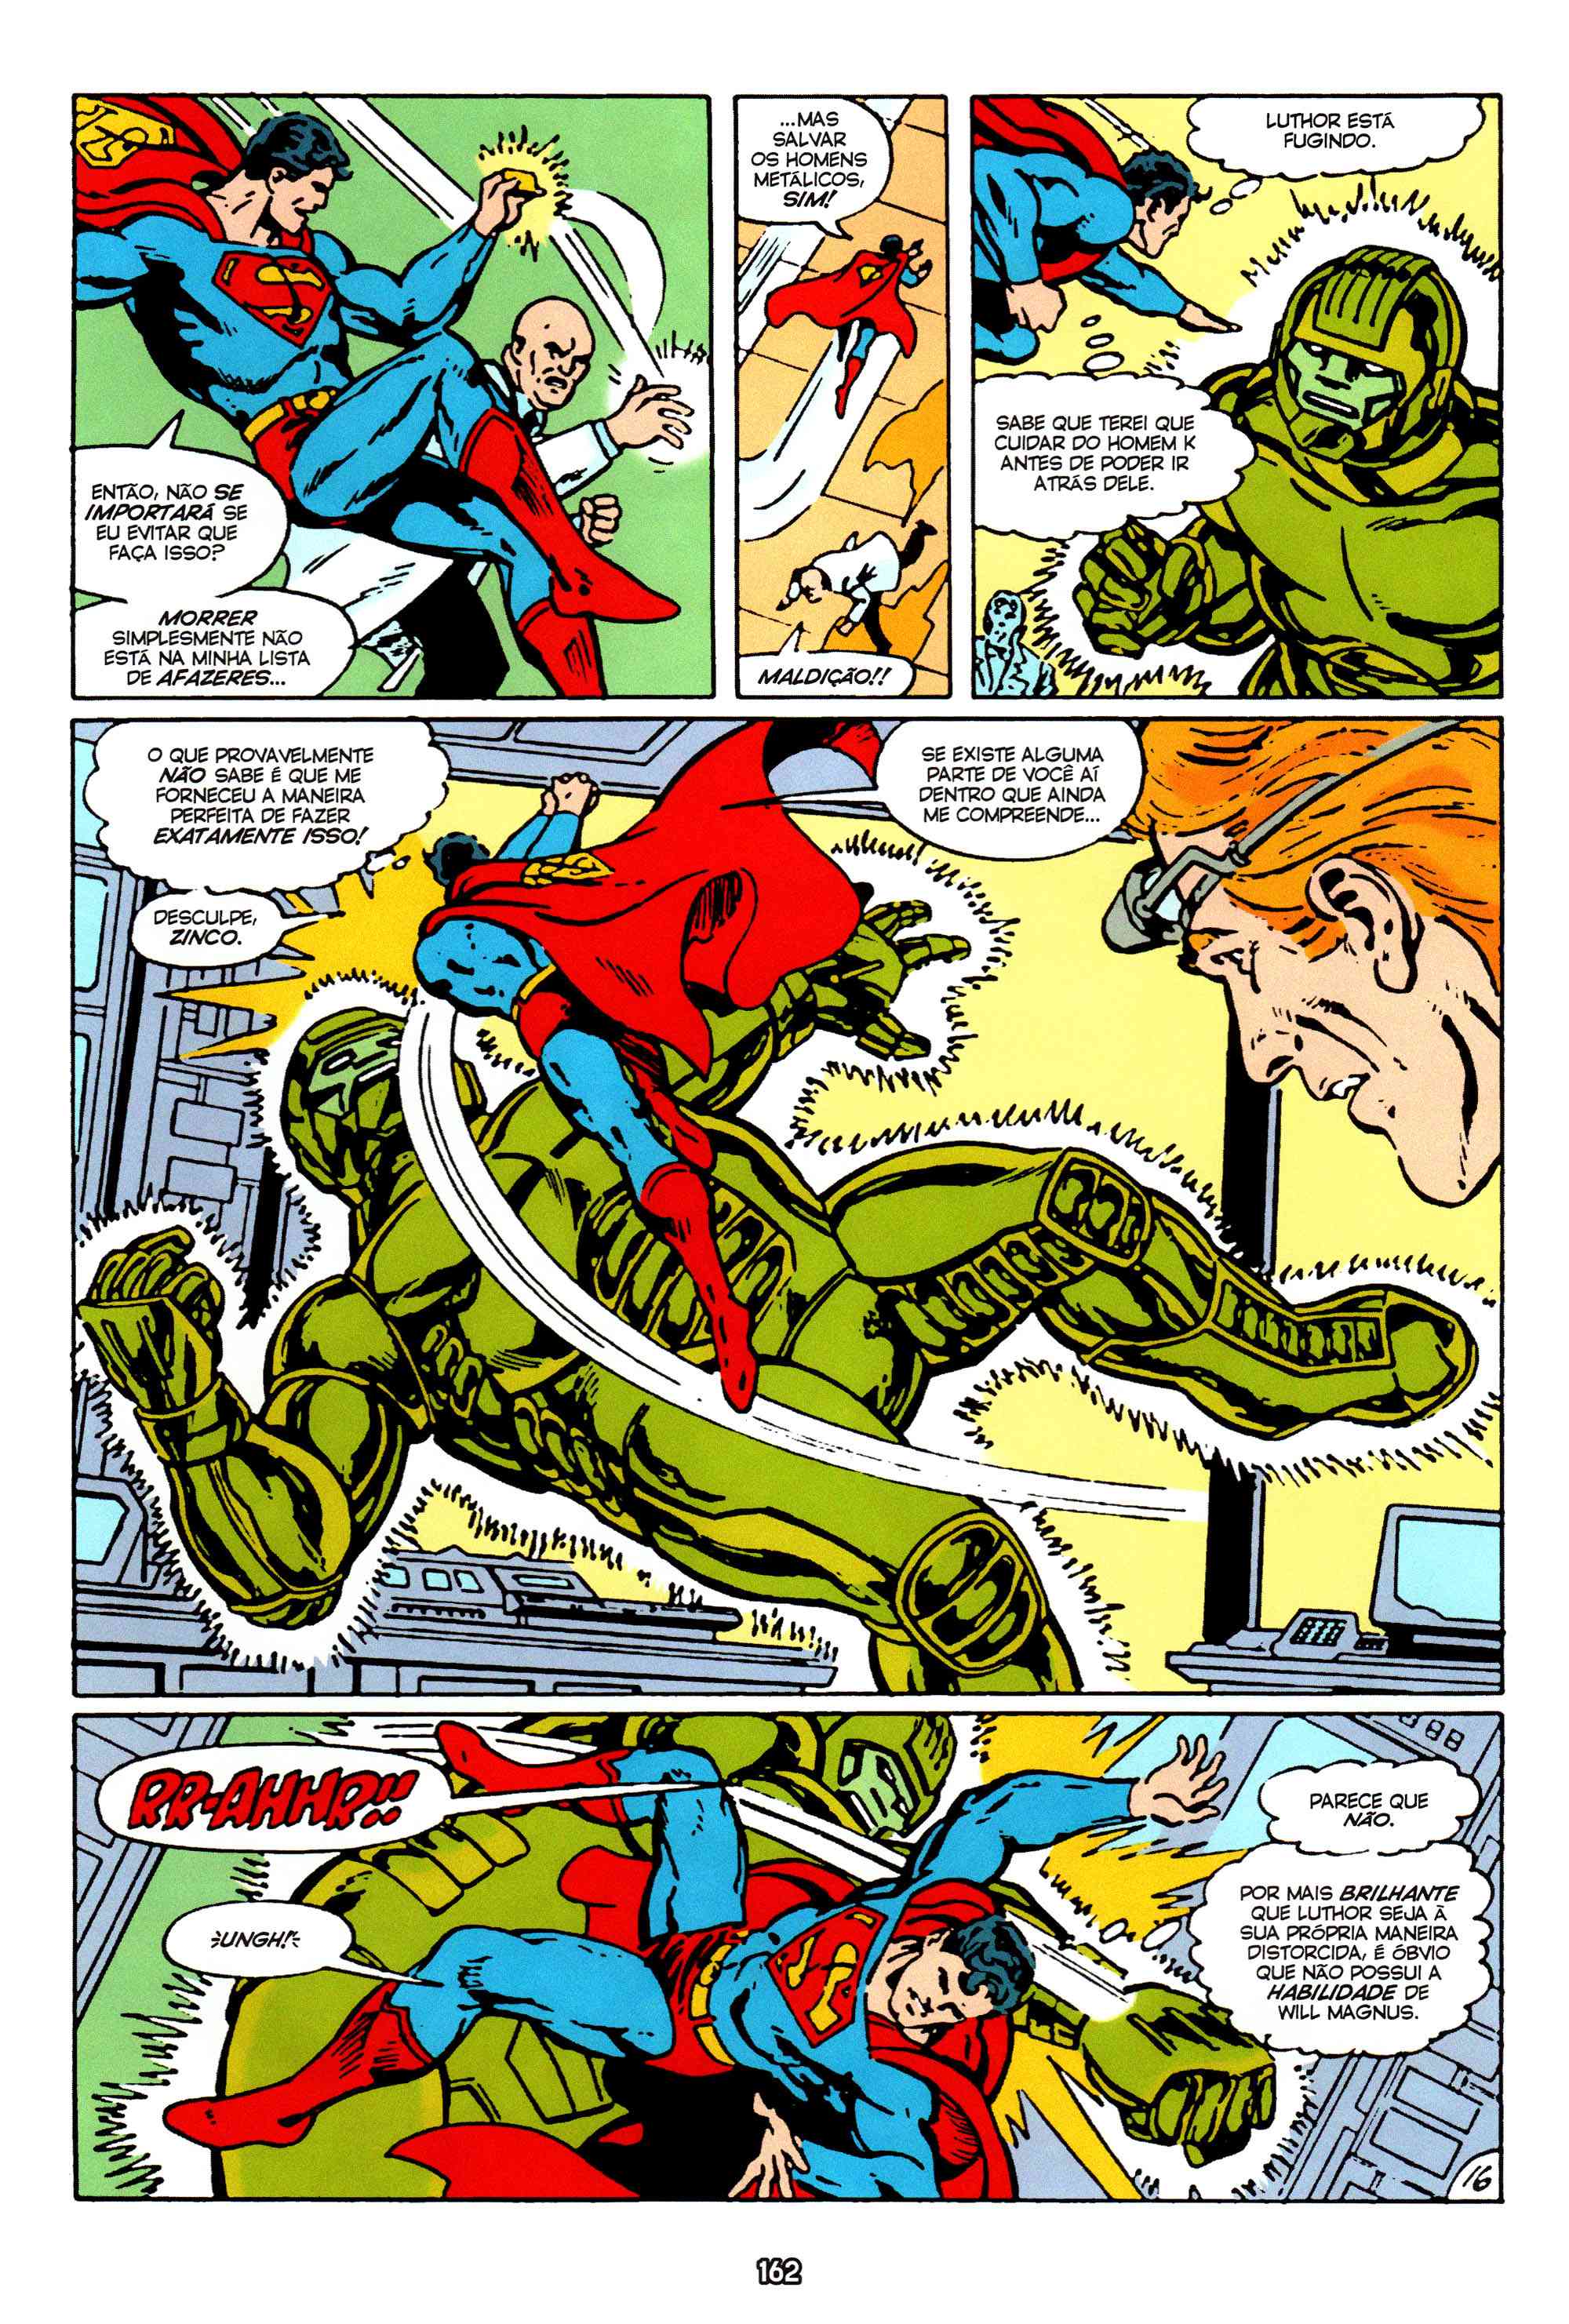 ENTÃO, NÃO SE
IMPORTARÁ SE
EU EVITAR QUE
FAÇA ISSO?
MORRER
SIMPLESMENTE NÃO
ESTÁ NA MINHA LISTA
DE AFAZERES...
...MAS
SALVAR
OS HOMENS
METÁLICOS,
SIM!
MALDIÇÃO!!
LUTHOR ESTÁ
FUGINDO.
SABE QUE TEREI QUE
CUIDAR DO HOMEM K
ANTES DE PODER IR
ATRÁS DELE.
O QUE PROVAVELMENTE
NÃO SABE É QUE ME
FORNECEU A MANEIRA
PERFEITA DE FAZER
EXATAMENTE ISSO!
DESCULPE,
ZINCO.
SE EXISTE ALGUMA
PARTE DE VOCÊ AÍ
DENTRO QUE AINDA
ME COMPREENDE...
RR-AHHR!!
UNGH!
PARECE QUE
NÃO.
POR MAIS BRILHANTE
QUE LUTHOR SEJA À
SUA PRÓPRIA MANEIRA
DISTORCIDA, É ÓBVIO
QUE NÃO POSSUI A
HABILIDADE DE
WILL MAGNUS.
16
162